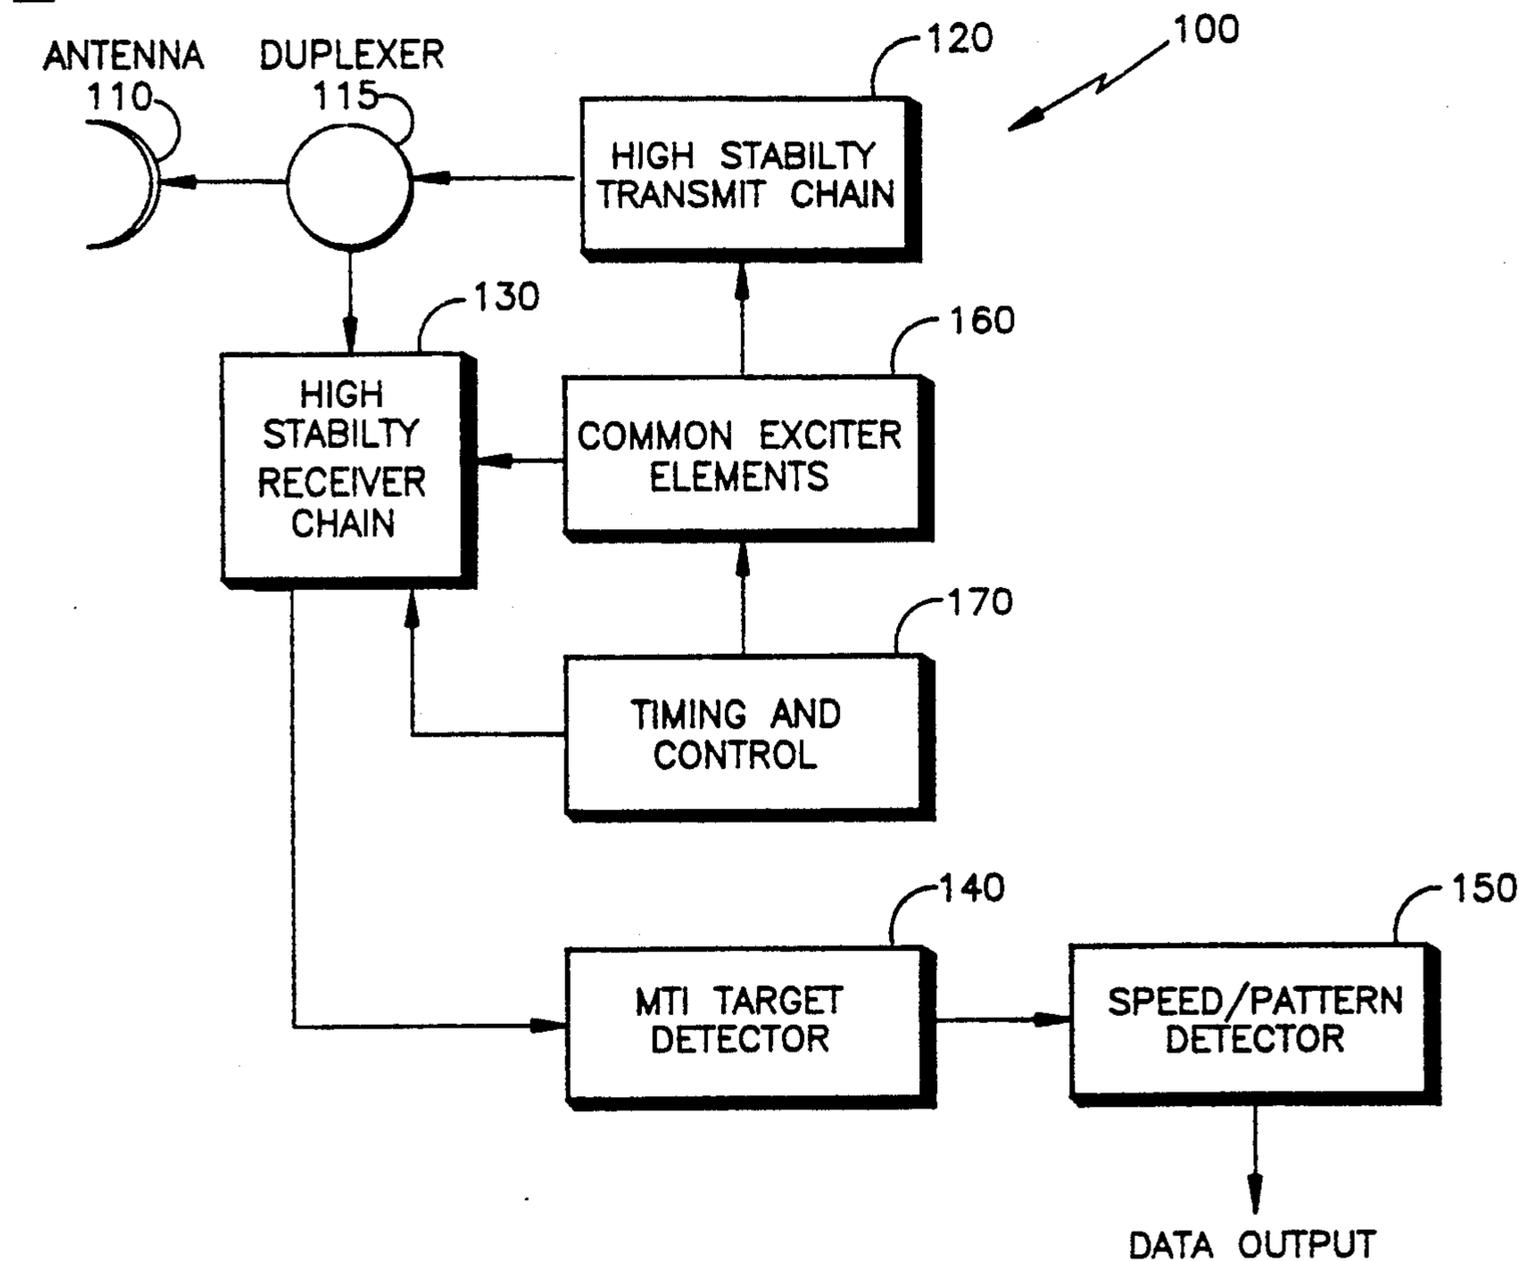 ANTENNA
110
DUPLEXER
115
120
100
HIGH STABILTY
TRANSMIT CHAIN
130
HIGH
STABILTY
RECEIVER
CHAIN
160
COMMON EXCITER
ELEMENTS
170
TIMING AND
CONTROL
140
MTI TARGET
DETECTOR
150
SPEED/PATTERN
DETECTOR
DATA OUTPUT